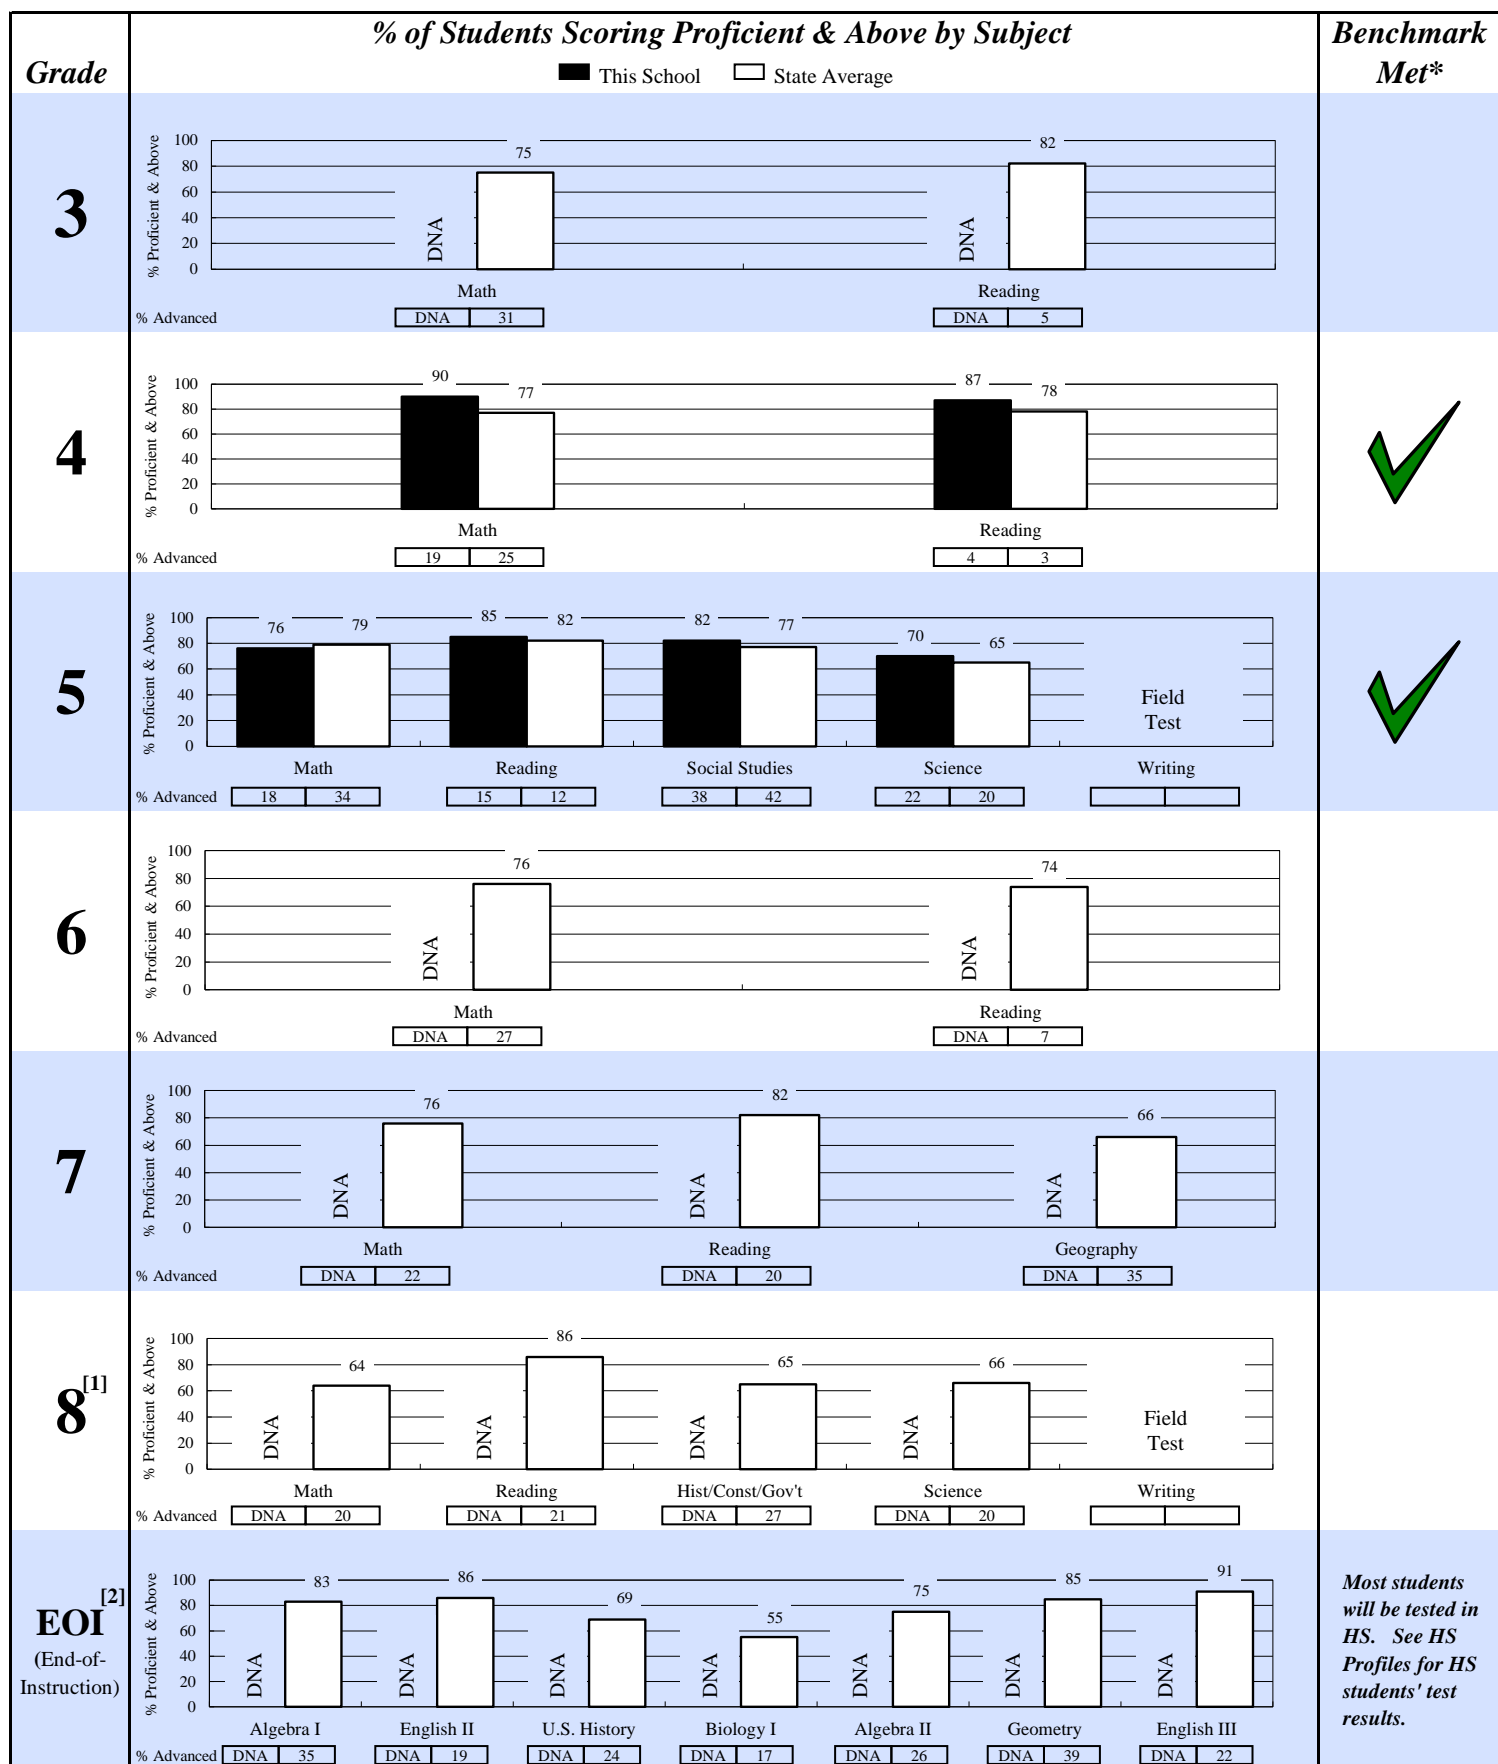 % of Students Scoring Proficient & Above by Subject
Benchmark
Met*
Grade
This School State Average
3
% Proficient & Above
100
80
60
40
20
0
DNA 75 DNA 82
Math Reading
% Advanced DNA 31 DNA 5
4
% Proficient & Above
100
80
60
40
20
0
90 77 87 78
Math Reading
% Advanced 19 25 4 3
5
% Proficient & Above
100
80
60
40
20
0
76 79 85 82 82 77 70 65
Field
Test
Math Reading Social Studies Science Writing
% Advanced 18 34 15 12 38 42 22 20
6
% Proficient & Above
100
80
60
40
20
0
DNA 76 DNA 74
Math Reading
% Advanced DNA 27 DNA 7
7
% Proficient & Above
100
80
60
40
20
0
DNA 76 DNA 82 DNA 66
Math Reading Geography
% Advanced DNA 22 DNA 20 DNA 35
8[1]
% Proficient & Above
100
80
60
40
20
0
DNA 64 DNA 86 DNA 65 DNA 66
Field
Test
Math Reading Hist/Const/Gov't Science Writing
% Advanced DNA 20 DNA 21 DNA 27 DNA 20
EOI[2]
(End-of-
Instruction)
% Proficient & Above
100
80
60
40
20
0
DNA 83 DNA 86 DNA 69 DNA 55 DNA 75 DNA 85 DNA 91
Algebra I English II U.S. History Biology I Algebra II Geometry English III
% Advanced DNA 35 DNA 19 DNA 24 DNA 17 DNA 26 DNA 39 DNA 22
Most students
will be tested in
HS. See HS
Profiles for HS
students' test
results.